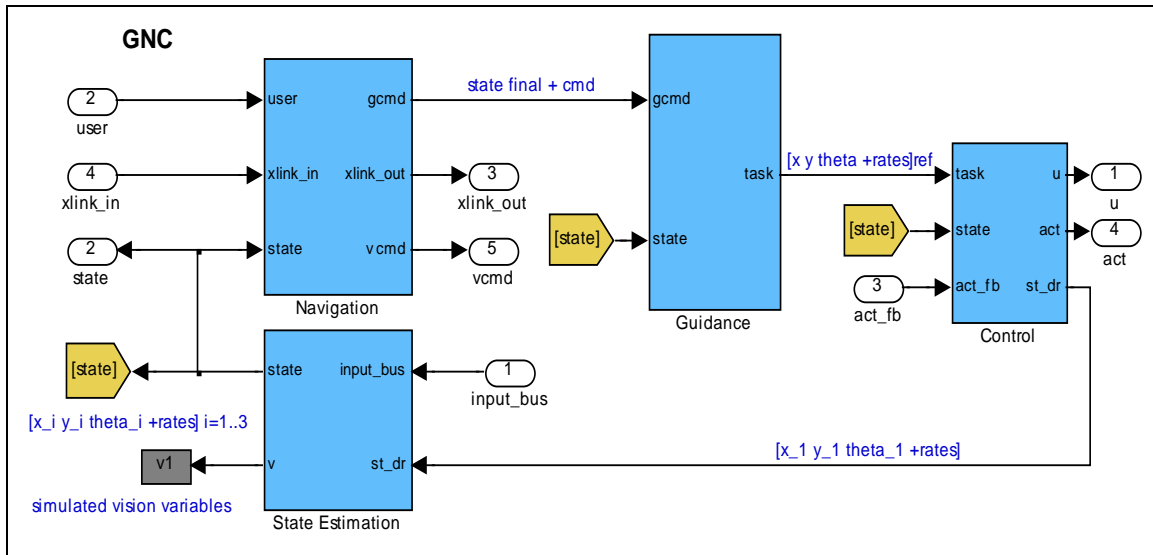 GNC
2
user
4
xlink_in
2
state
user
gcmd
xlink_in
xlink_out
state
v cmd
Navigation
state final + cmd
3
xlink_out
5
vcmd
gcmd
task
[state]
state
Guidance
[x y theta +rates]ref
task
u
[state]
state
act
3
act_fb
act_fb
st_dr
Control
1
u
4
act
[state]
state
input_bus
1
input_bus
[x_i y_i theta_i +rates] i=1..3
v1
v
st_dr
[x_1 y_1 theta_1 +rates]
simulated vision variables
State Estimation